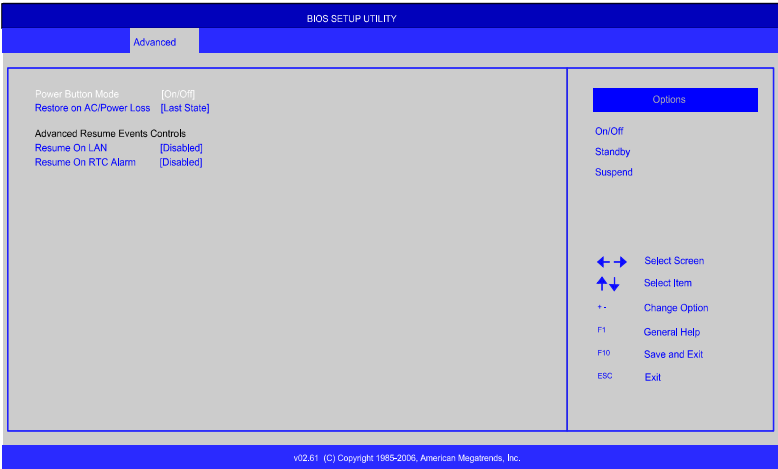 BIOS SETUP UTILITY
Advanced
Power Button Mode [On/Off]
Restore on AC/Power Loss [Last State]
Advanced Resume Events Controls
Resume On LAN [Disabled]
Resume On RTC Alarm [Disabled]
Options
On/Off
Standby
Suspend
Select Screen
Select Item
+ - Change Option
F1 General Help
F10 Save and Exit
ESC Exit
v02.61 (C) Copyright 1985-2006, American Megatrends, Inc.